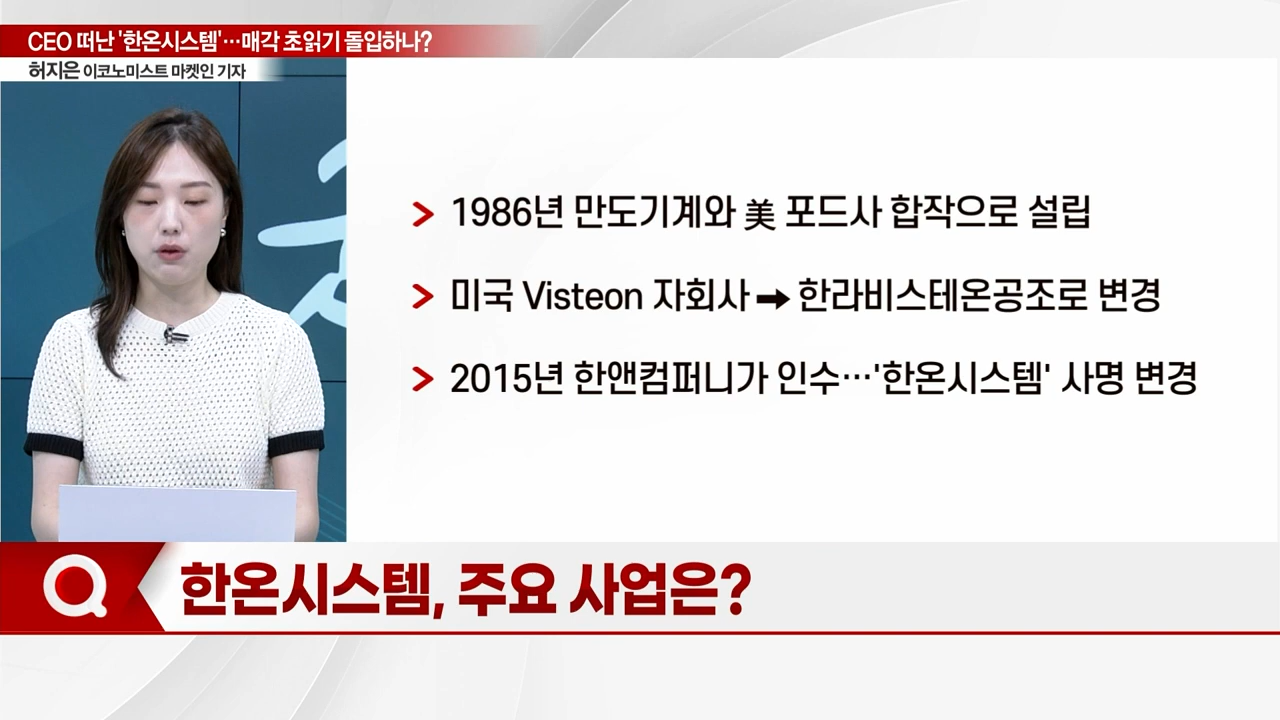 CEO 떠난 '한온시스템'…매각 초읽기 돌입하나?
허지은 이코노미스트 마켓인 기자
1986년 만도기계와 美 포드사 합작으로 설립
미국 Visteon 자회사 ➡ 한라비스테온공조로 변경
2015년 한앤컴퍼니가 인수…'한온시스템' 사명 변경
Q 한온시스템, 주요 사업은?